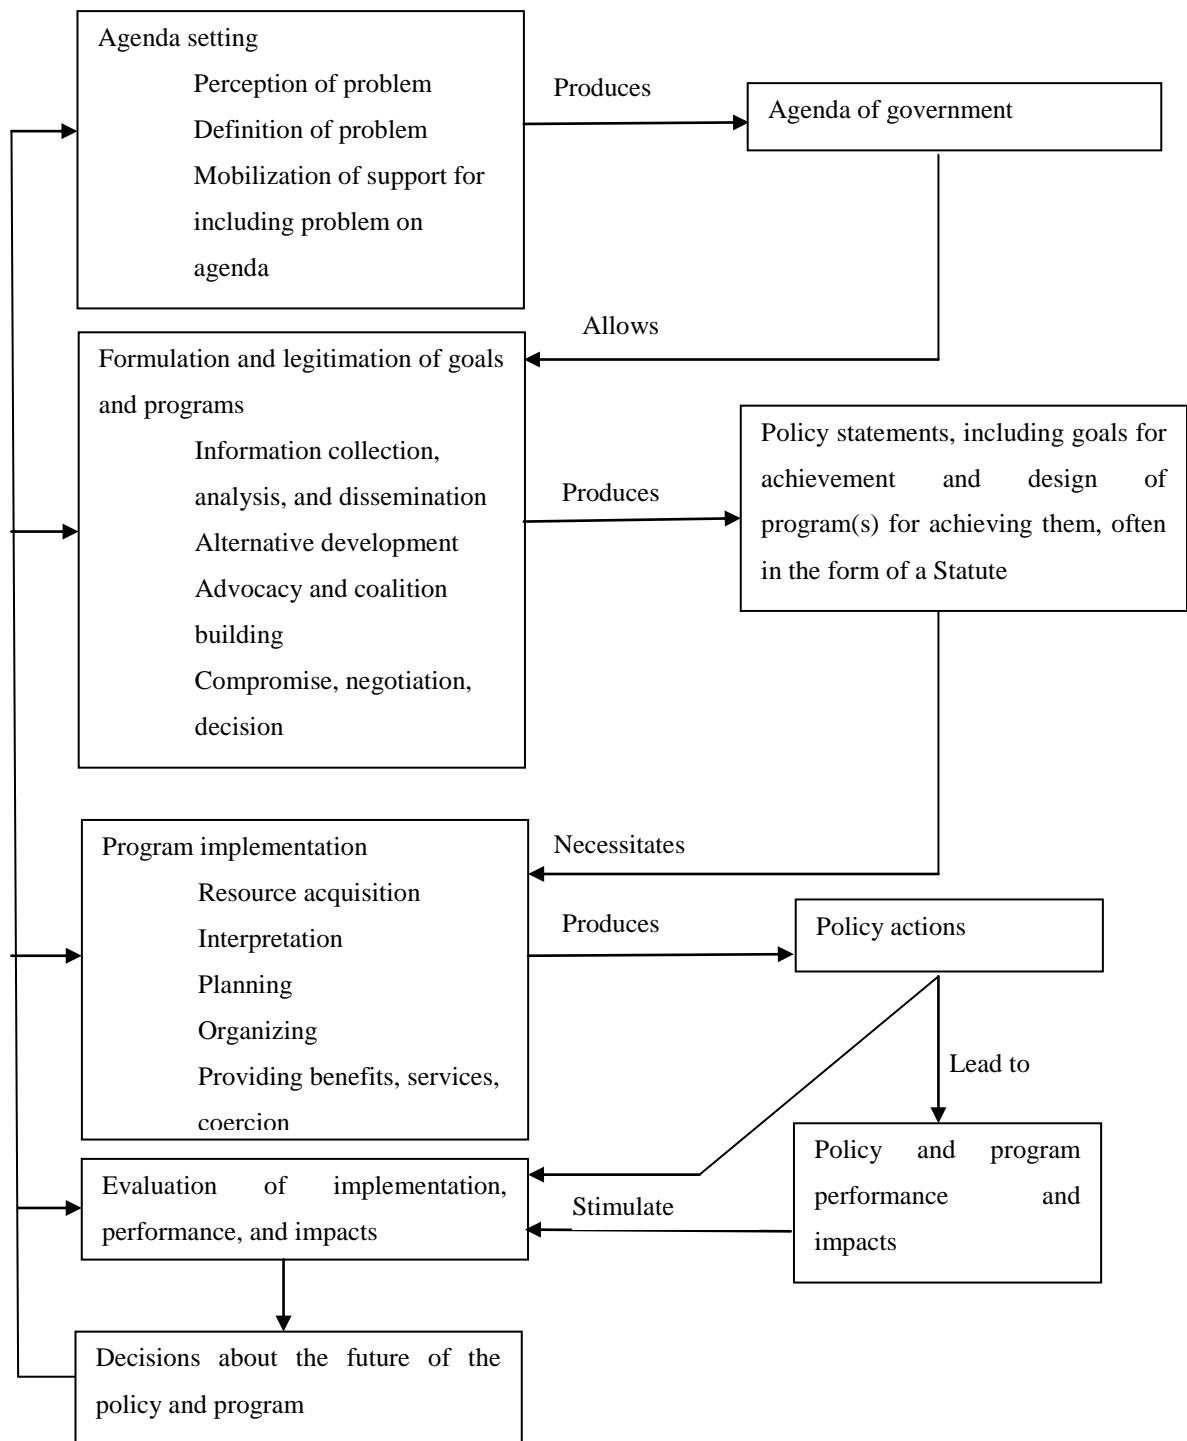 Agenda setting
Perception of problem
Definition of problem
Mobilization of support for
including problem on
agenda
Produces
Agenda of government
Allows
Formulation and legitimation of goals
and programs
Information collection,
analysis, and dissemination
Alternative development
Advocacy and coalition
building
Compromise, negotiation,
decision
Produces
Policy statements, including goals for
achievement and design of
program(s) for achieving them, often
in the form of a Statute
Necessitates
Program implementation
Resource acquisition
Interpretation
Planning
Organizing
Providing benefits, services,
coercion
Produces
Policy actions
Lead to
Policy and program
performance and
impacts
Stimulate
Evaluation of implementation,
performance, and impacts
Decisions about the future of the
policy and program